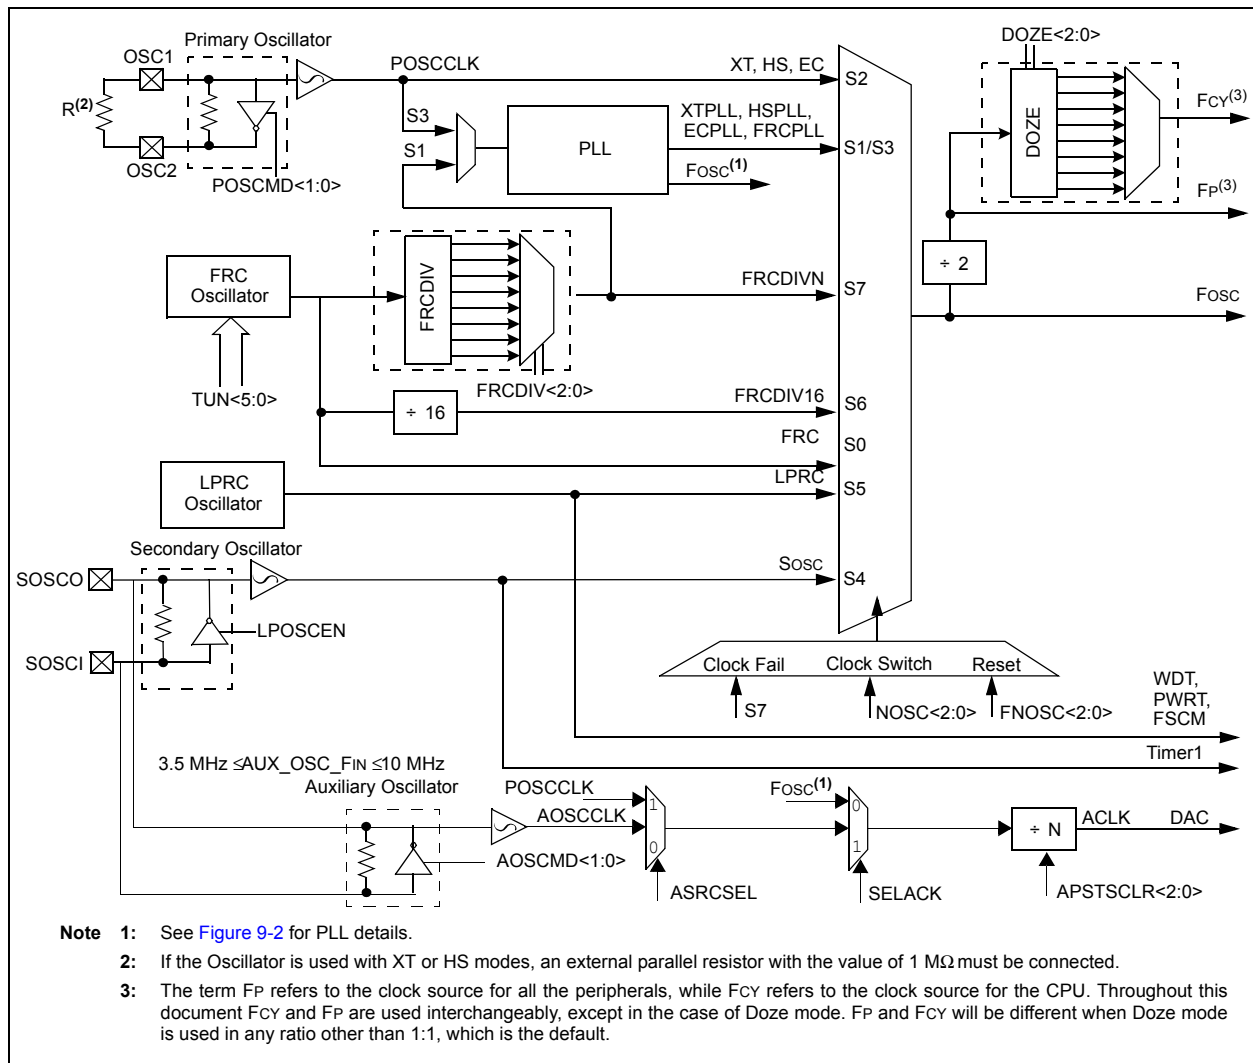 Primary Oscillator
DOZE<2:0>
OSC1
POSCCLK
XT, HS, EC
S2
R(2)
S3
XTPLL, HSPLL,
ECPLL, FRCPLL
FCY(3)
PLL
S1/S3
DOZE
S1
OSC2
POSCMD<1:0>
FOSC(1)
FP(3)
÷ 2
FRC
Oscillator
FRCDIV
FRCDIVN
S7
FOSC
TUN<5:0>
FRCDIV<2:0>
÷ 16
FRCDIV16
S6
FRC
S0
LPRC
Oscillator
LPRC
S5
Secondary Oscillator
SOSCO
SOSC
S4
LPOSCEN
SOSCI
Clock Fail
Clock Switch
Reset
S7
NOSC<2:0>
FNOSC<2:0>
WDT,
PWRT,
FSCM
Timer1
3.5 MHz ≤AUX_OSC_FIN ≤10 MHz
Auxiliary Oscillator
POSCCLK
FOSC(1)
1
0
AOSCCLK
÷ N
ACLK
DAC
0
1
AOSCMD<1:0>
ASRCSEL
SELACK
APSTSCLR<2:0>
Note 1: See Figure 9-2 for PLL details.
2: If the Oscillator is used with XT or HS modes, an external parallel resistor with the value of 1 MΩ must be connected.
3: The term FP refers to the clock source for all the peripherals, while FCY refers to the clock source for the CPU. Throughout this
document FCY and FP are used interchangeably, except in the case of Doze mode. FP and FCY will be different when Doze mode
is used in any ratio other than 1:1, which is the default.